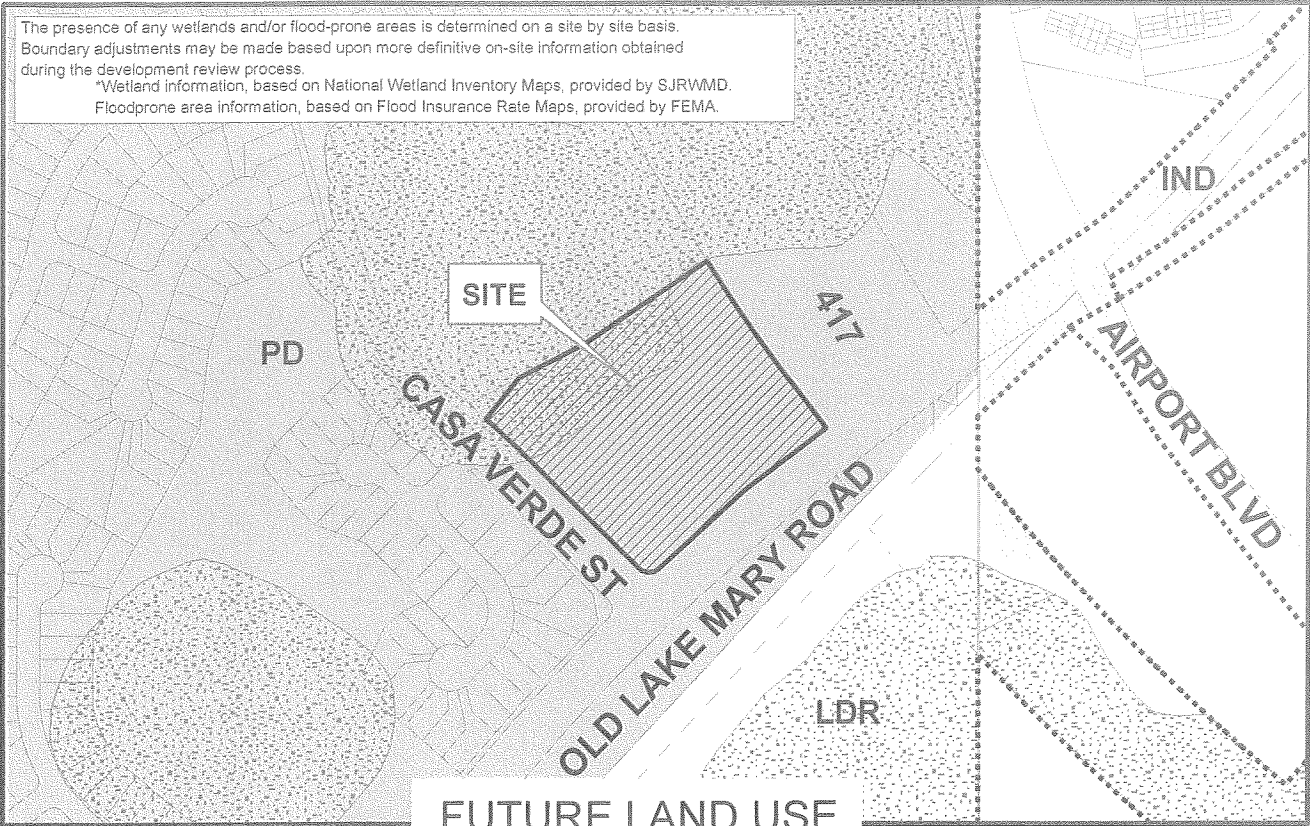 The presence of any wetlands and/or flood-prone areas is determined on a site by site basis.
Boundary adjustments may be made based upon more definitive on-site information obtained
during the development review process.
*Wetland information, based on National Wetland Inventory Maps, provided by SJRWMD.
Floodprone area information, based on Flood Insurance Rate Maps, provided by FEMA.
IND
SITE
417
PD
AIRPORT BLVD
CASA VERDE ST
OLD LAKE MARY ROAD
LDR
FUTURE LAND USE